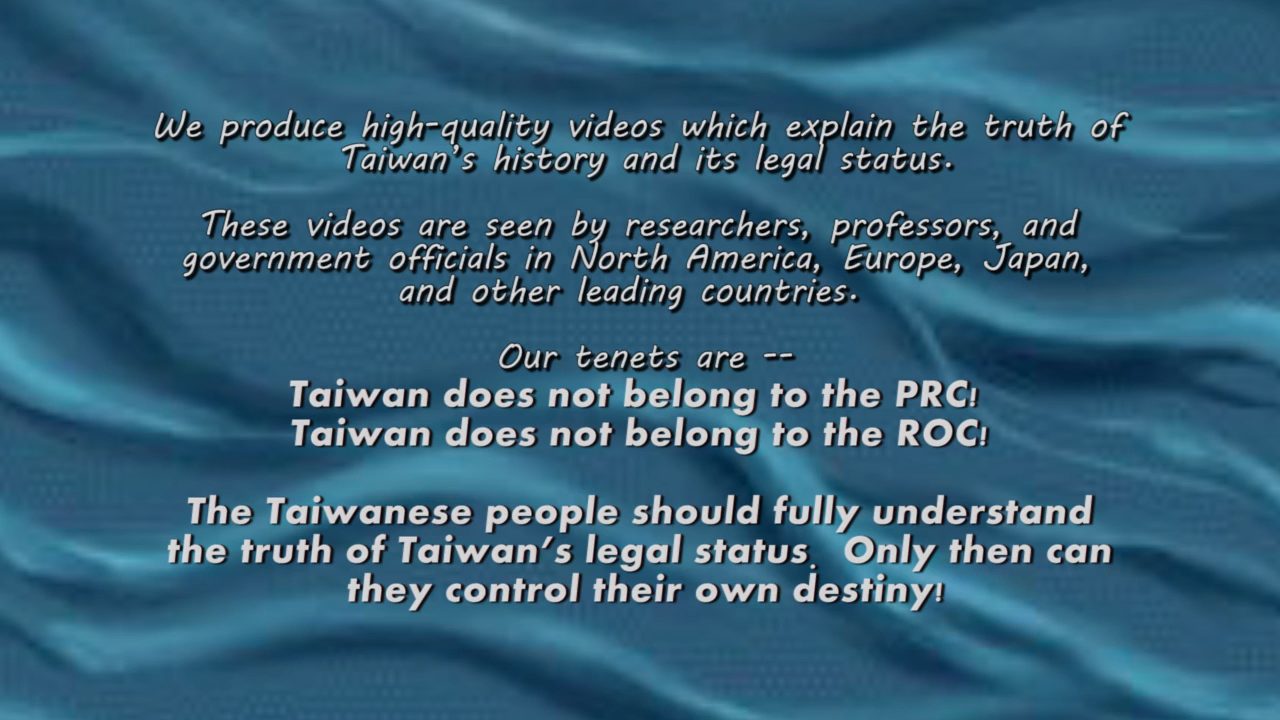 We produce high-quality videos which explain the truth of
Taiwan's history and its legal status.
These videos are seen by researchers, professors, and
government officials in North America, Europe, Japan,
and other leading countries.
Our tenets are --
Taiwan does not belong to the PRC!
Taiwan does not belong to the ROC!
The Taiwanese people should fully understand
the truth of Taiwan's legal status. Only then can
they control their own destiny!